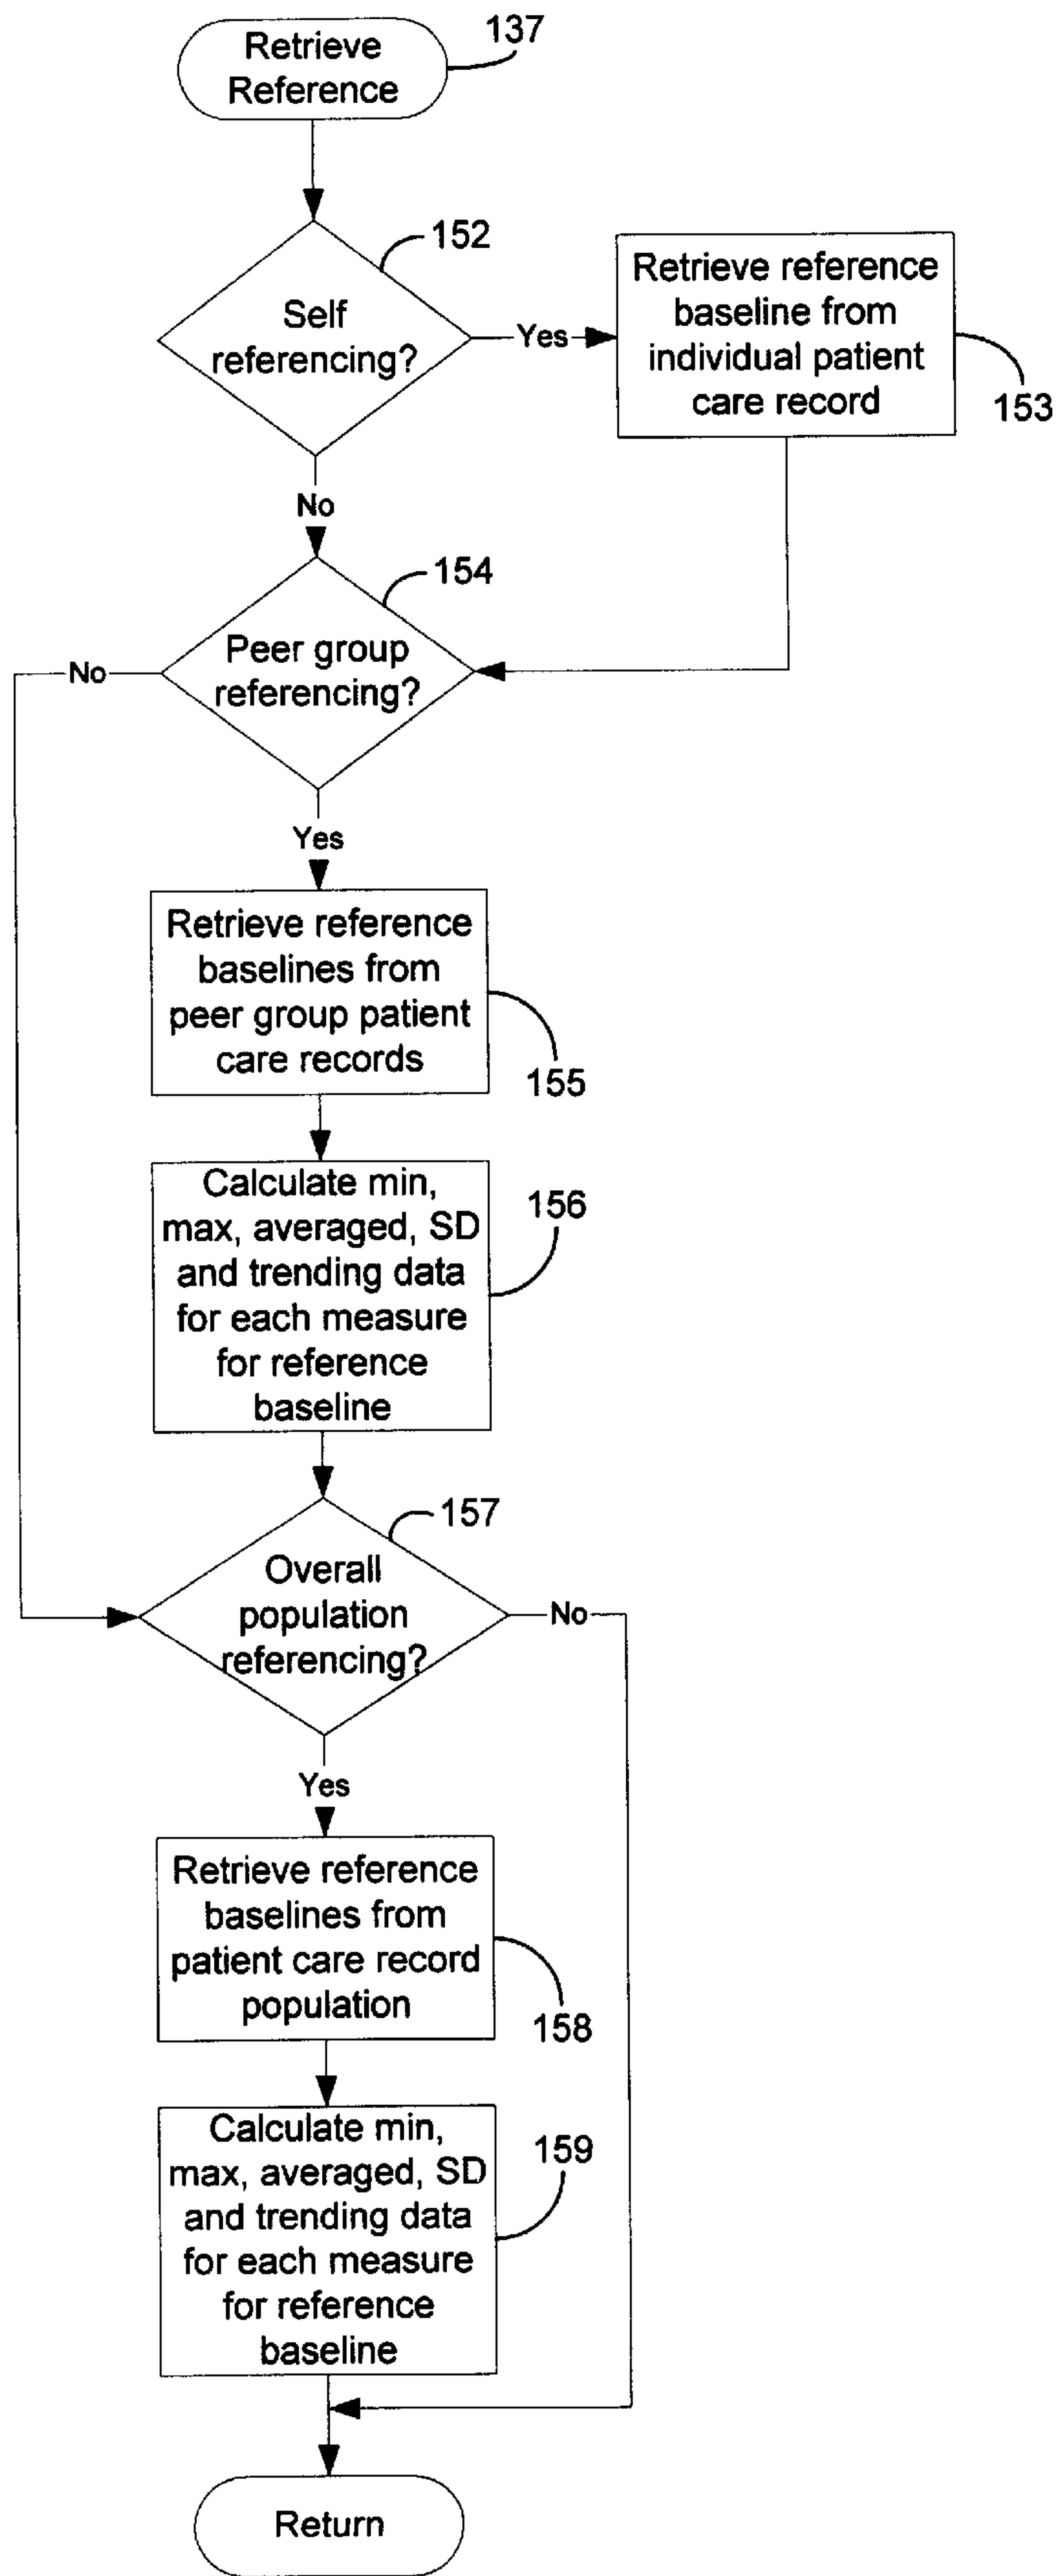 Retrieve
Reference
137
152
Self
referencing?
Yes
Retrieve reference
baseline from
individual patient
care record
153
No
154
Peer group
referencing?
No
Yes
Retrieve reference
baselines from
peer group patient
care records
155
Calculate min,
max, averaged, SD
and trending data
for each measure
for reference
baseline
156
157
Overall
population
referencing?
No
Yes
Retrieve reference
baselines from
patient care record
population
158
Calculate min,
max, averaged, SD
and trending data
for each measure
for reference
baseline
159
Return